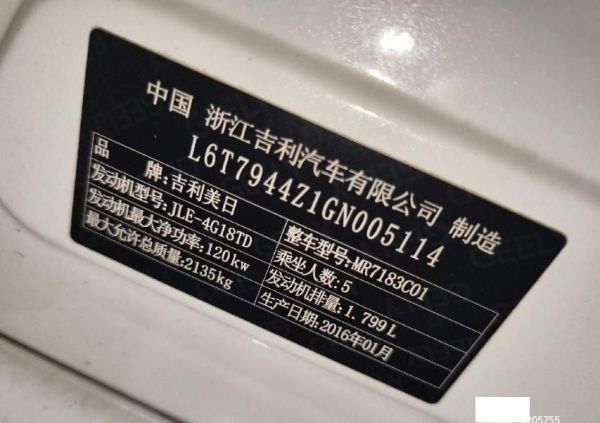 中国 浙江吉利汽车有限公司 制造
L6T7944Z1GN005114
品 牌:吉利美日
整车型号:MR7183C01
发动机型号:JLE-4G18TD
乘坐人数:5
发动机最大净功率:120kw
发动机排量:1.799L
最大允许总质量:2135kg
生产日期:2016年01月
205755